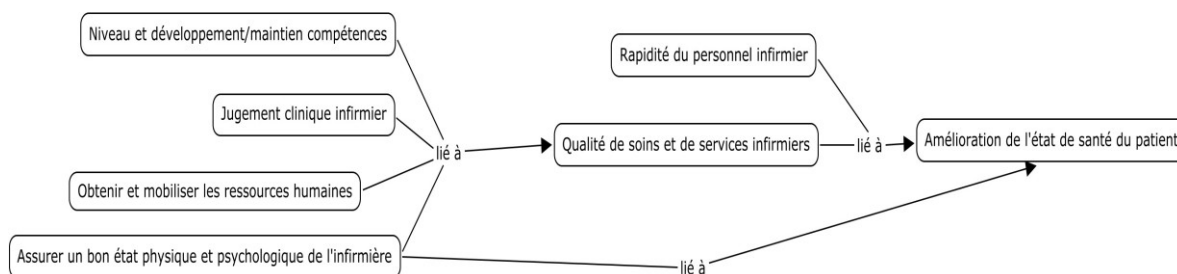 Niveau et développement/maintien compétences
Rapidité du personnel infirmier
Jugement clinique infirmier
lié à
Qualité de soins et de services infirmiers
lié à
Amélioration de l'état de santé du patient
Obtenir et mobiliser les ressources humaines
Assurer un bon état physique et psychologique de l'infirmière
lié à